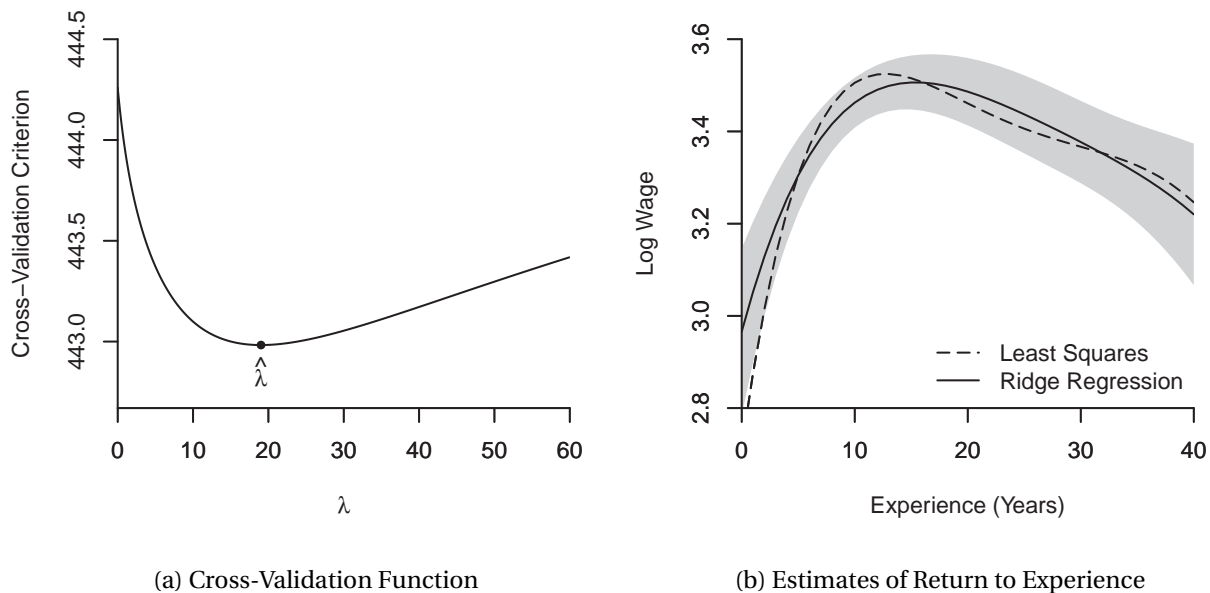 Cross−Validation Criterion
444.5
444.0
443.5
443.0
λ̂
0 10 20 30 40 50 60
λ
(a) Cross-Validation Function
Log Wage
3.6
3.4
3.2
3.0
2.8
Least Squares
Ridge Regression
0 10 20 30 40
Experience (Years)
(b) Estimates of Return to Experience